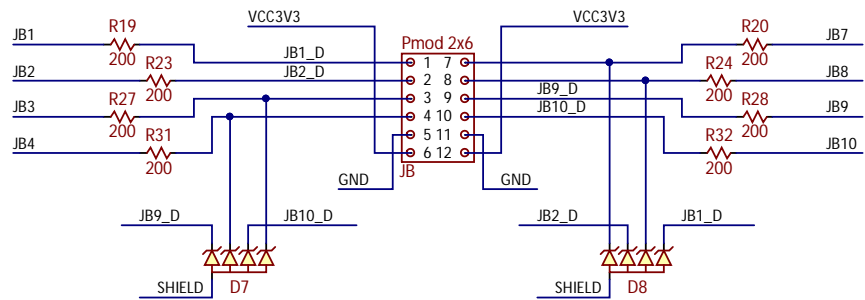 VCC3V3 VCC3V3
JB1 R19 200 JB1_D Pmod 2x6 R20 200 JB7
JB2 R23 200 JB2_D 1 7 R24 200 JB8
2 8
JB3 R27 200 3 9 JB9_D R28 200 JB9
JB4 R31 200 4 10 JB10_D R32 200 JB10
5 11
6 12
GND JB GND
JB9_D JB10_D JB2_D JB1_D
SHIELD D7 SHIELD D8